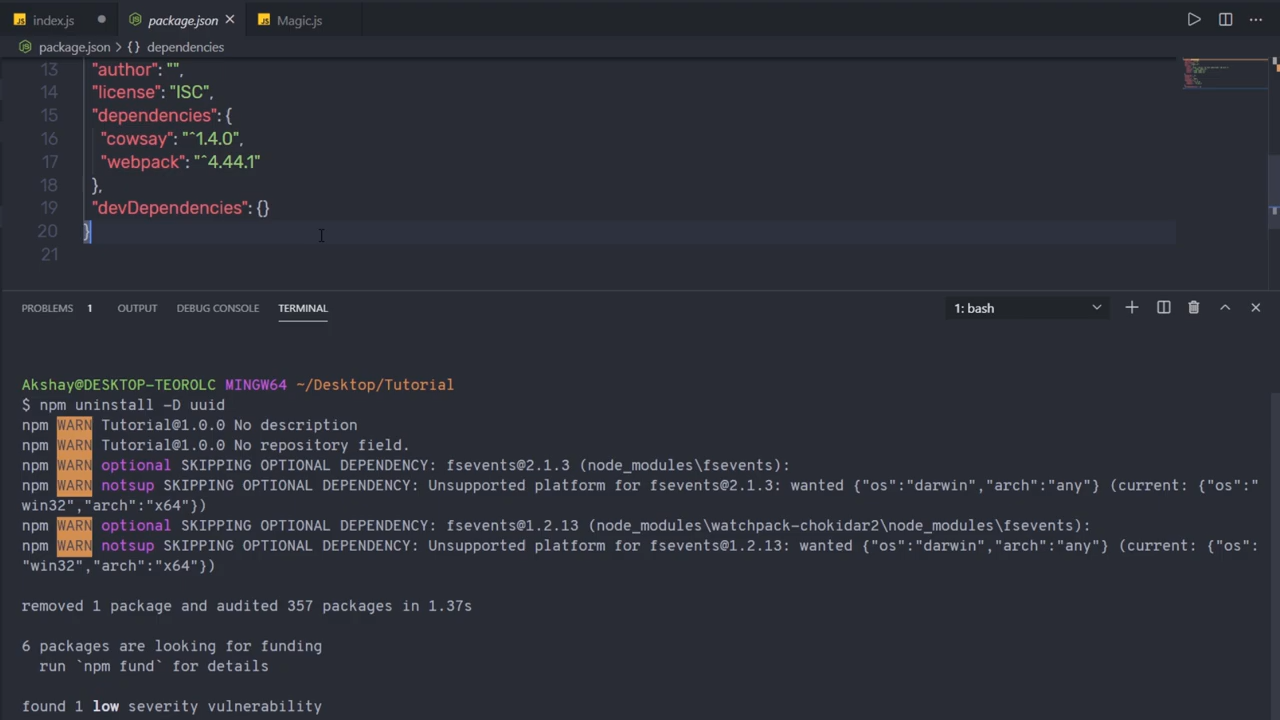 index.js
package.json
Magic.js
package.json > {} dependencies
13 "author": "",
14 "license": "ISC",
15 "dependencies": {
16 "cowsay": "^1.4.0",
17 "webpack": "^4.44.1"
18 },
19 "devDependencies": {}
20 }
21
PROBLEMS 1 OUTPUT DEBUG CONSOLE TERMINAL 1: bash
Akshay@DESKTOP-TEOROLC MINGW64 ~/Desktop/Tutorial
$ npm uninstall -D uuid
npm WARN Tutorial@1.0.0 No description
npm WARN Tutorial@1.0.0 No repository field.
npm WARN optional SKIPPING OPTIONAL DEPENDENCY: fsevents@2.1.3 (node_modules\fsevents):
npm WARN notsup SKIPPING OPTIONAL DEPENDENCY: Unsupported platform for fsevents@2.1.3: wanted {"os":"darwin","arch":"any"} (current: {"os":"
win32","arch":"x64"})
npm WARN optional SKIPPING OPTIONAL DEPENDENCY: fsevents@1.2.13 (node_modules\watchpack-chokidar2\node_modules\fsevents):
npm WARN notsup SKIPPING OPTIONAL DEPENDENCY: Unsupported platform for fsevents@1.2.13: wanted {"os":"darwin","arch":"any"} (current: {"os":
"win32","arch":"x64"})
removed 1 package and audited 357 packages in 1.37s
6 packages are looking for funding
run `npm fund` for details
found 1 low severity vulnerability